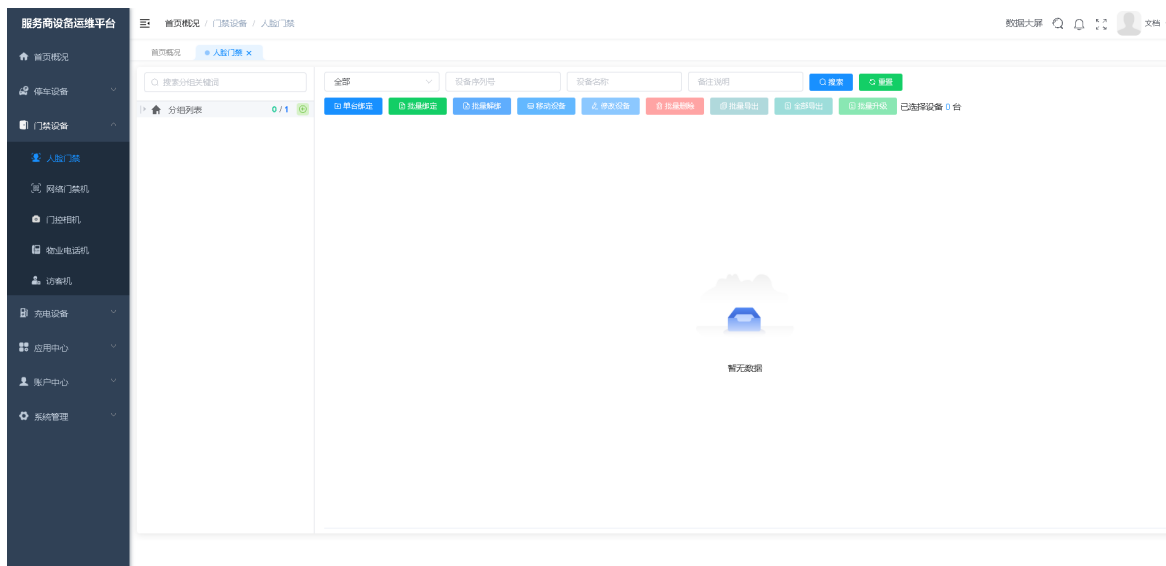 服务商设备运维平台
首页概况 / 门禁设备 / 人脸门禁
数据大屏
文档
首页概况
人脸门禁 ×
首页概况
停车设备
门禁设备
人脸门禁
网络门禁机
门控相机
物业电话机
访客机
充电设备
应用中心
账户中心
系统管理
搜索分组关键词
分组列表 0 / 1
全部 设备序列号 设备名称 备注说明 搜索 重置
单台绑定 批量绑定 批量解绑 移动设备 修改设备 批量删除 批量导出 全部导出 批量升级 已选择设备 0 台
暂无数据